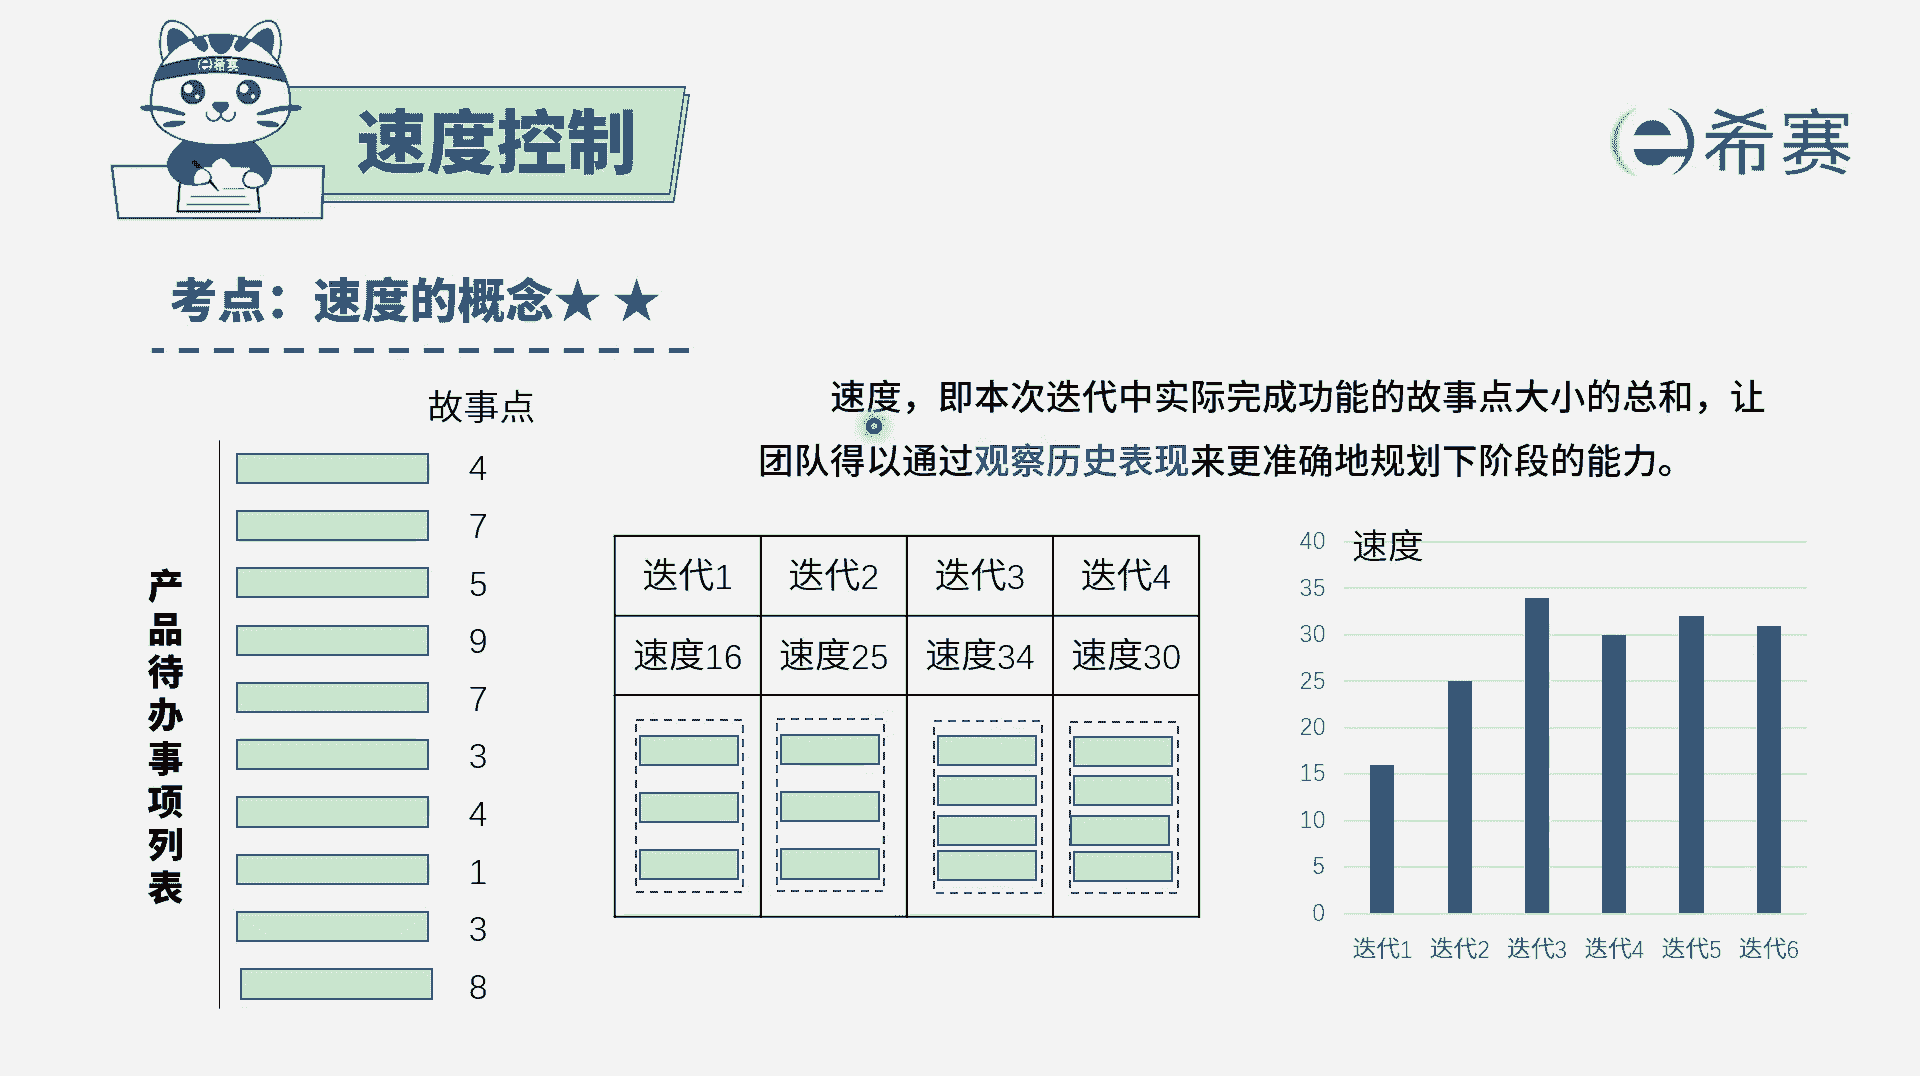 e希赛
速度控制
e希赛
考点：速度的概念★ ★
故事点
产品待办事项列表
4
7
5
9
7
3
4
1
3
8
速度，即本次迭代中实际完成功能的故事点大小的总和，让
团队得以通过观察历史表现来更准确地规划下阶段的能力。
迭代1 迭代2 迭代3 迭代4
速度16 速度25 速度34 速度30
速度
40
35
30
25
20
15
10
5
0
迭代1 迭代2 迭代3 迭代4 迭代5 迭代6